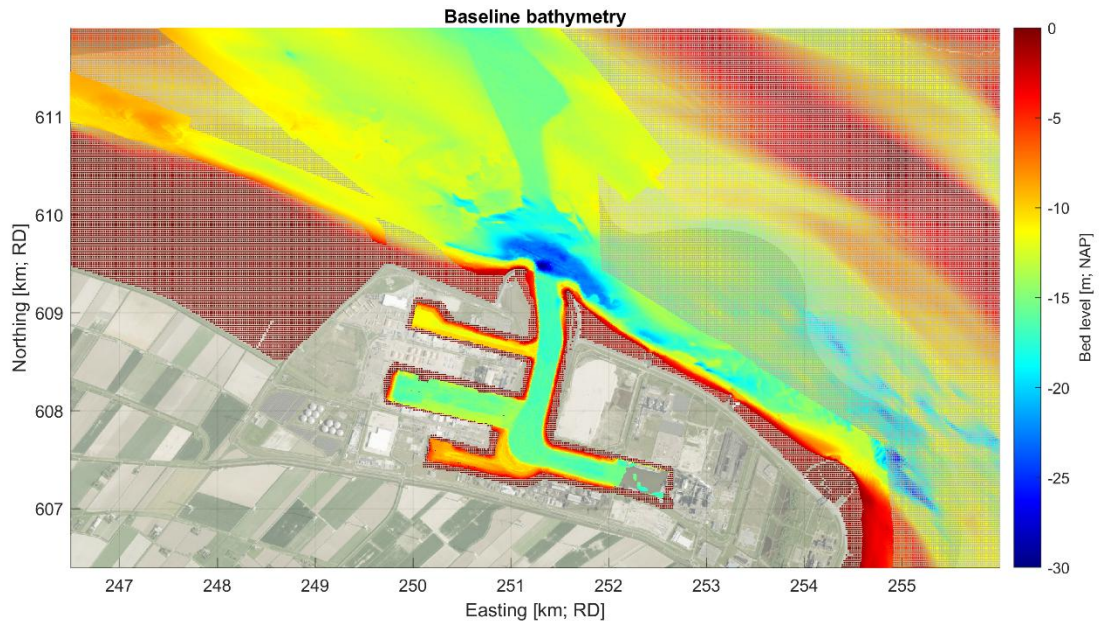 Baseline bathymetry
611
610
609
608
607
Northing [km; RD]
247 248 249 250 251 252 253 254 255
Easting [km; RD]
0
-5
-10
-15
-20
-25
-30
Bed level [m; NAP]